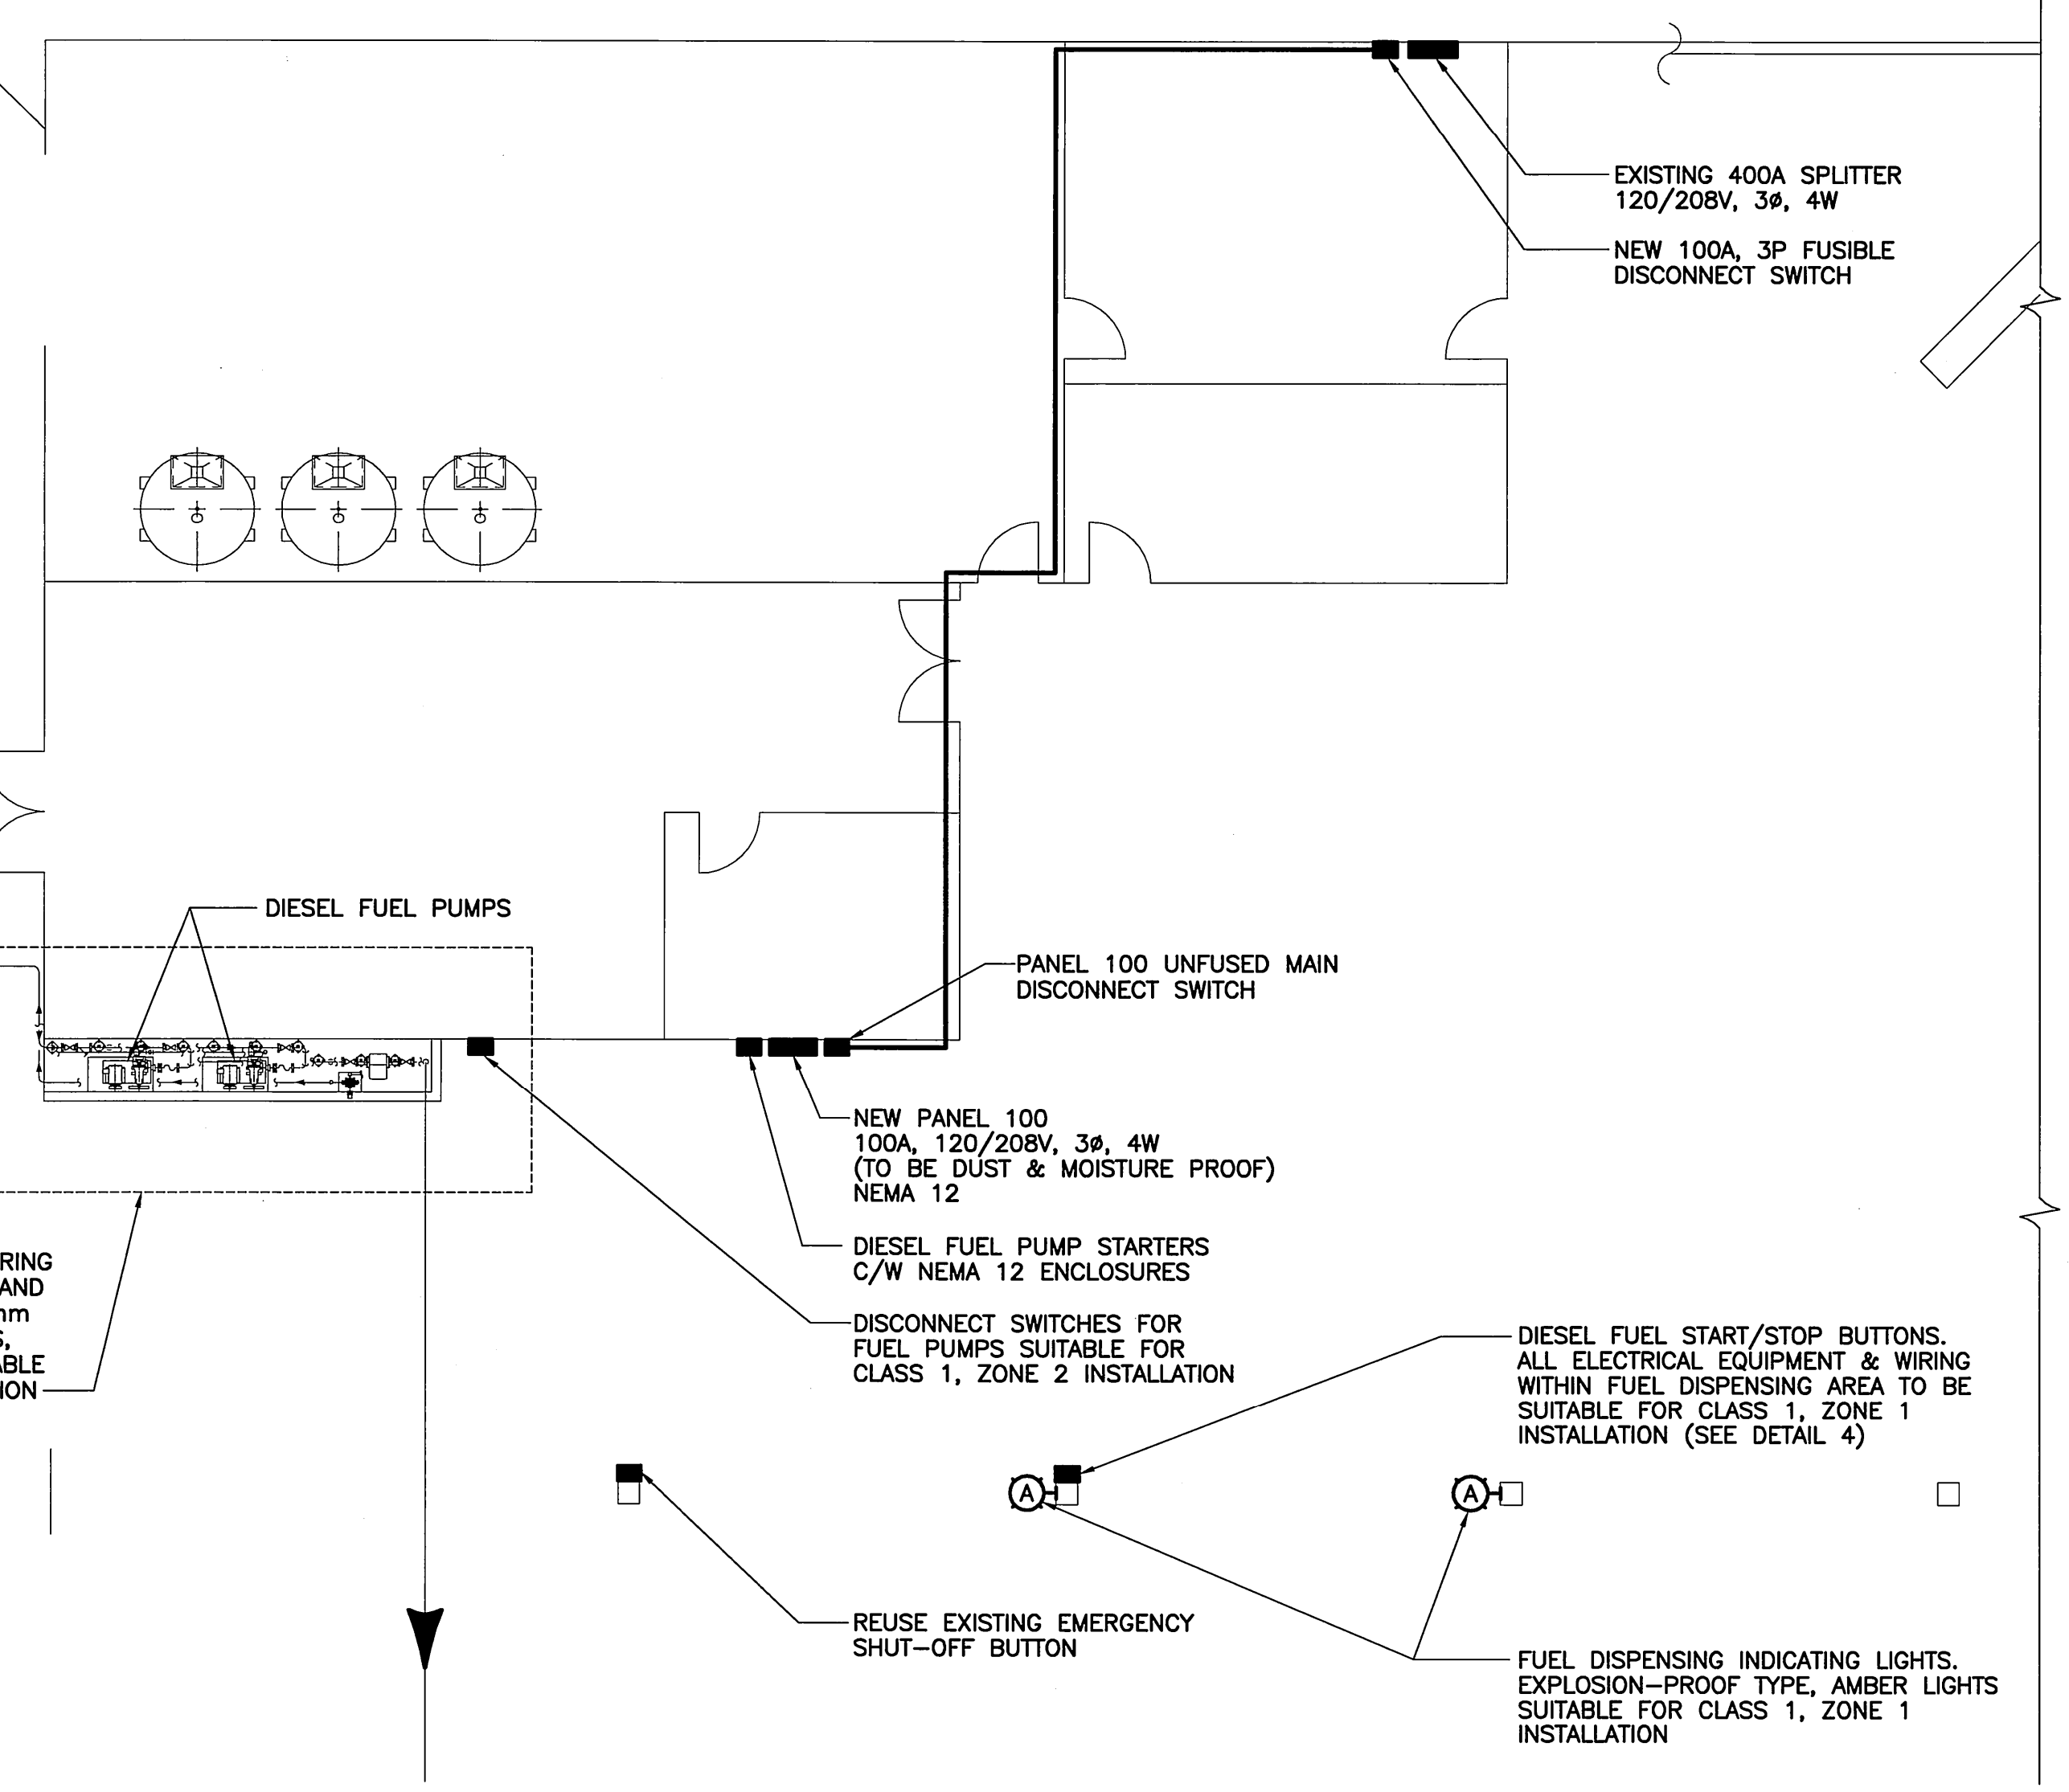 EXISTING 400A SPLITTER
120/208V, 3ø, 4W
NEW 100A, 3P FUSIBLE
DISCONNECT SWITCH
DIESEL FUEL PUMPS
PANEL 100 UNFUSED MAIN
DISCONNECT SWITCH
NEW PANEL 100
100A, 120/208V, 3ø, 4W
(TO BE DUST & MOISTURE PROOF)
NEMA 12
DIESEL FUEL PUMP STARTERS
C/W NEMA 12 ENCLOSURES
RING
AND
mm
S,
ABLE
ION
DISCONNECT SWITCHES FOR
FUEL PUMPS SUITABLE FOR
CLASS 1, ZONE 2 INSTALLATION
DIESEL FUEL START/STOP BUTTONS.
ALL ELECTRICAL EQUIPMENT & WIRING
WITHIN FUEL DISPENSING AREA TO BE
SUITABLE FOR CLASS 1, ZONE 1
INSTALLATION (SEE DETAIL 4)
A
A
REUSE EXISTING EMERGENCY
SHUT-OFF BUTTON
FUEL DISPENSING INDICATING LIGHTS.
EXPLOSION-PROOF TYPE, AMBER LIGHTS
SUITABLE FOR CLASS 1, ZONE 1
INSTALLATION